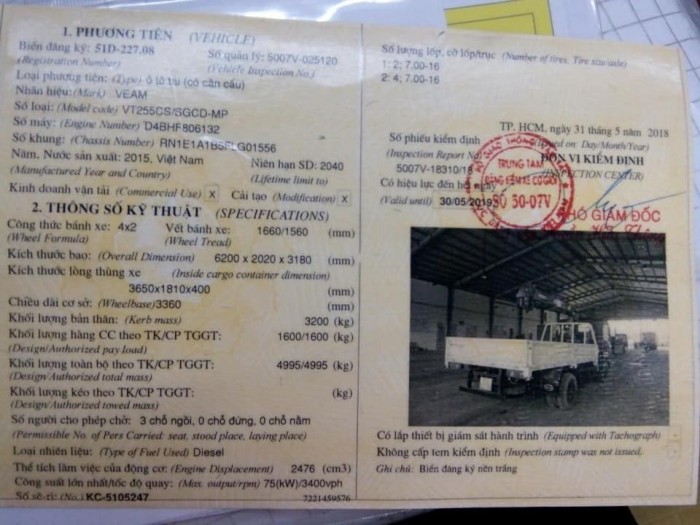 1. PHƯƠNG TIỆN (VEHICLE)
Biển đăng ký: 51D-227.08 Số quản lý: 5007V-025120
(Registration Number) (Vehicle Inspection No.)
Loại phương tiện: (Type) ô tô tải (có cần cẩu)
Nhãn hiệu: (Mark) VEAM
Số loại: (Model code) VT255CS/SGCD-MP
Số máy: (Engine Number) D4BHF806132
Số khung: (Chassis Number)
Năm, Nước sản xuất: 2015, Việt Nam Niên hạn SD: 2040
(Manufactured Year and Country) (Lifetime limit to)
Kinh doanh vận tải (Commercial Use) X Cải tạo (Modification) X
2. THÔNG SỐ KỸ THUẬT (SPECIFICATIONS)
Công thức bánh xe: 4x2 Vết bánh xe: 1660/1560 (mm)
(Wheel Formula) (Wheel Tread)
Kích thước bao: (Overall Dimension) 6200 x 2020 x 3180 (mm)
Kích thước lòng thùng xe (Inside cargo container dimension)
3650x1810x400 (mm)
Chiều dài cơ sở: (Wheelbase)3360 (mm)
Khối lượng bản thân: (Kerb mass) 3200 (kg)
Khối lượng hàng CC theo TK/CP TGGT: 1600/1600 (kg)
(Design/Authorized pay load)
Khối lượng toàn bộ theo TK/CP TGGT: 4995/4995 (kg)
(Design/Authorized total mass)
Khối lượng kéo theo TK/CP TGGT: (kg)
(Design/Authorized towed mass)
Số người cho phép chở: 3 chỗ ngồi, 0 chỗ đứng, 0 chỗ nằm
(Permissible No. of Pers Carried: seat, stood place, laying place)
Loại nhiên liệu: (Type of Fuel Used) Diesel
Thể tích làm việc của động cơ: (Engine Displacement) 2476 (cm3)
Công suất lớn nhất/tốc độ quay: (Max. output/rpm) 75(kW)/3400vph
Số sê-ri: (No.) KC-5105247 7221459576
Số lượng lốp, cỡ lốp/trục (Number of tires, Tire size/axle)
1: 2; 7.00-16
2: 4; 7.00-16
TP. HCM, ngày 31 tháng 5 năm 2018
Số phiếu kiểm định on: Day/Month/Year)
(Inspection Report No) ĐƠN VỊ KIỂM ĐỊNH
5007V-18310/18 (INSPECTION CENTER)
Có hiệu lực đến hết ngày
(Valid until) 30/05/2019
TRUNG TÂM
ĐĂNG KIỂM XE CƠ GIỚI
SỐ 50-07V
PHÓ GIÁM ĐỐC
Có lắp thiết bị giám sát hành trình (Equipped with Tachograph)
Không cấp tem kiểm định (Inspection stamp was not issued.
Ghi chú: Biển đăng ký nền trắng